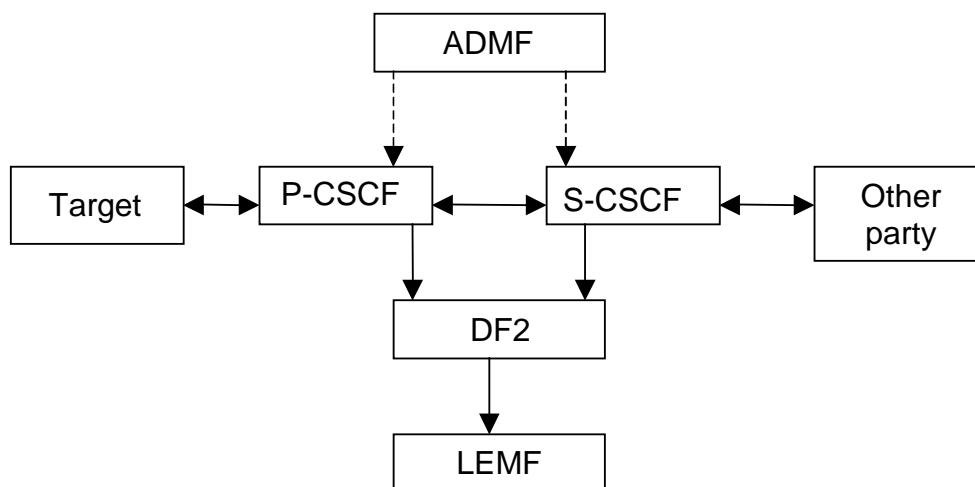 ADMF
Target
P-CSCF
S-CSCF
Other
party
DF2
LEMF